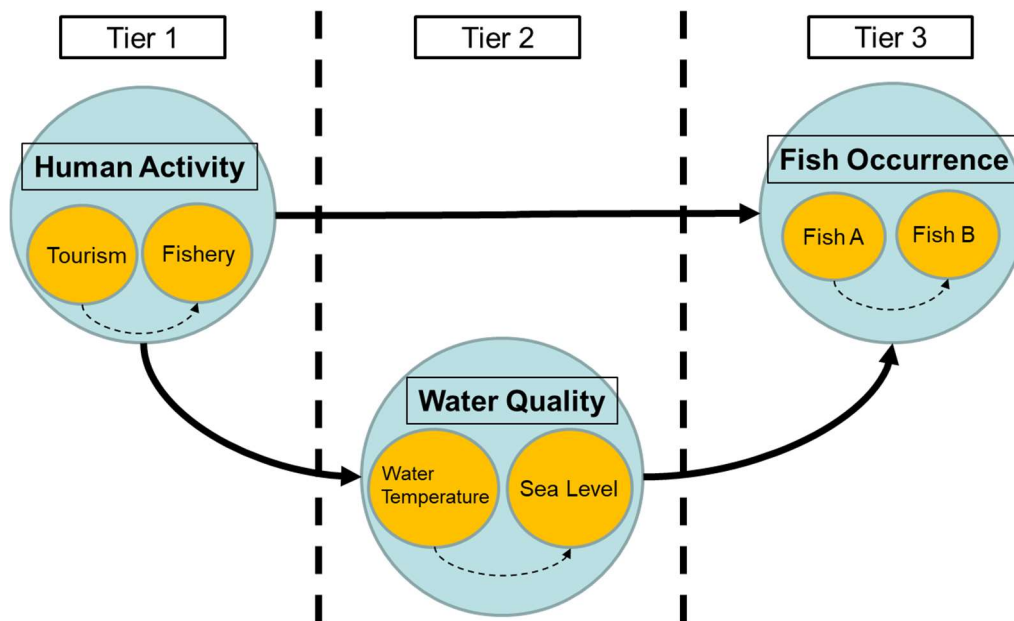 Tier 1
Tier 2
Tier 3
Human Activity
Tourism
Fishery
Fish Occurrence
Fish A
Fish B
Water Quality
Water
Temperature
Sea Level